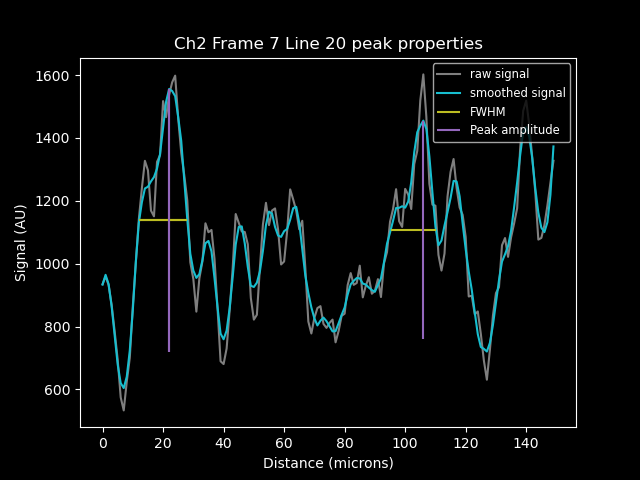 Ch2 Frame 7 Line 20 peak properties
raw signal
smoothed signal
FWHM
Peak amplitude
Signal (AU)
1600
1400
1200
1000
800
600
0 20 40 60 80 100 120 140
Distance (microns)